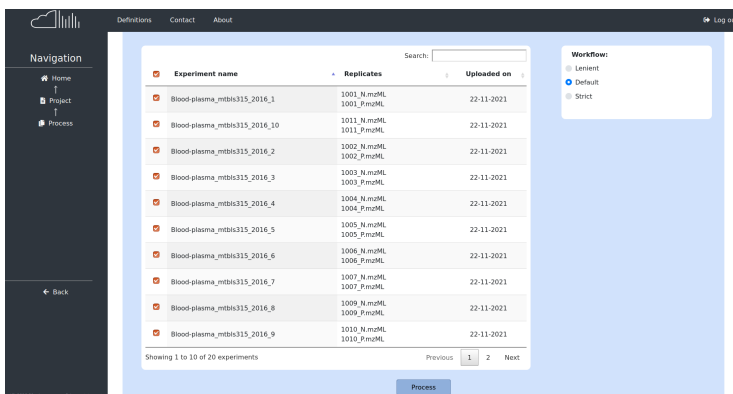 Definitions Contact About Log ou
Navigation
Home
Project
Process
Back
Search:
Experiment name Replicates Uploaded on
Blood-plasma_mtbls315_2016_1 1001_N.mzML 22-11-2021
1001_P.mzML
Blood-plasma_mtbls315_2016_10 1011_N.mzML 22-11-2021
1011_P.mzML
Blood-plasma_mtbls315_2016_2 1002_N.mzML 22-11-2021
1002_P.mzML
Blood-plasma_mtbls315_2016_3 1003_N.mzML 22-11-2021
1003_P.mzML
Blood-plasma_mtbls315_2016_4 1004_N.mzML 22-11-2021
1004_P.mzML
Blood-plasma_mtbls315_2016_5 1005_N.mzML 22-11-2021
1005_P.mzML
Blood-plasma_mtbls315_2016_6 1006_N.mzML 22-11-2021
1006_P.mzML
Blood-plasma_mtbls315_2016_7 1007_N.mzML 22-11-2021
1007_P.mzML
Blood-plasma_mtbls315_2016_8 1009_N.mzML 22-11-2021
1009_P.mzML
Blood-plasma_mtbls315_2016_9 1010_N.mzML 22-11-2021
1010_P.mzML
Showing 1 to 10 of 20 experiments Previous 1 2 Next
Process
Workflow:
Lenient
Default
Strict